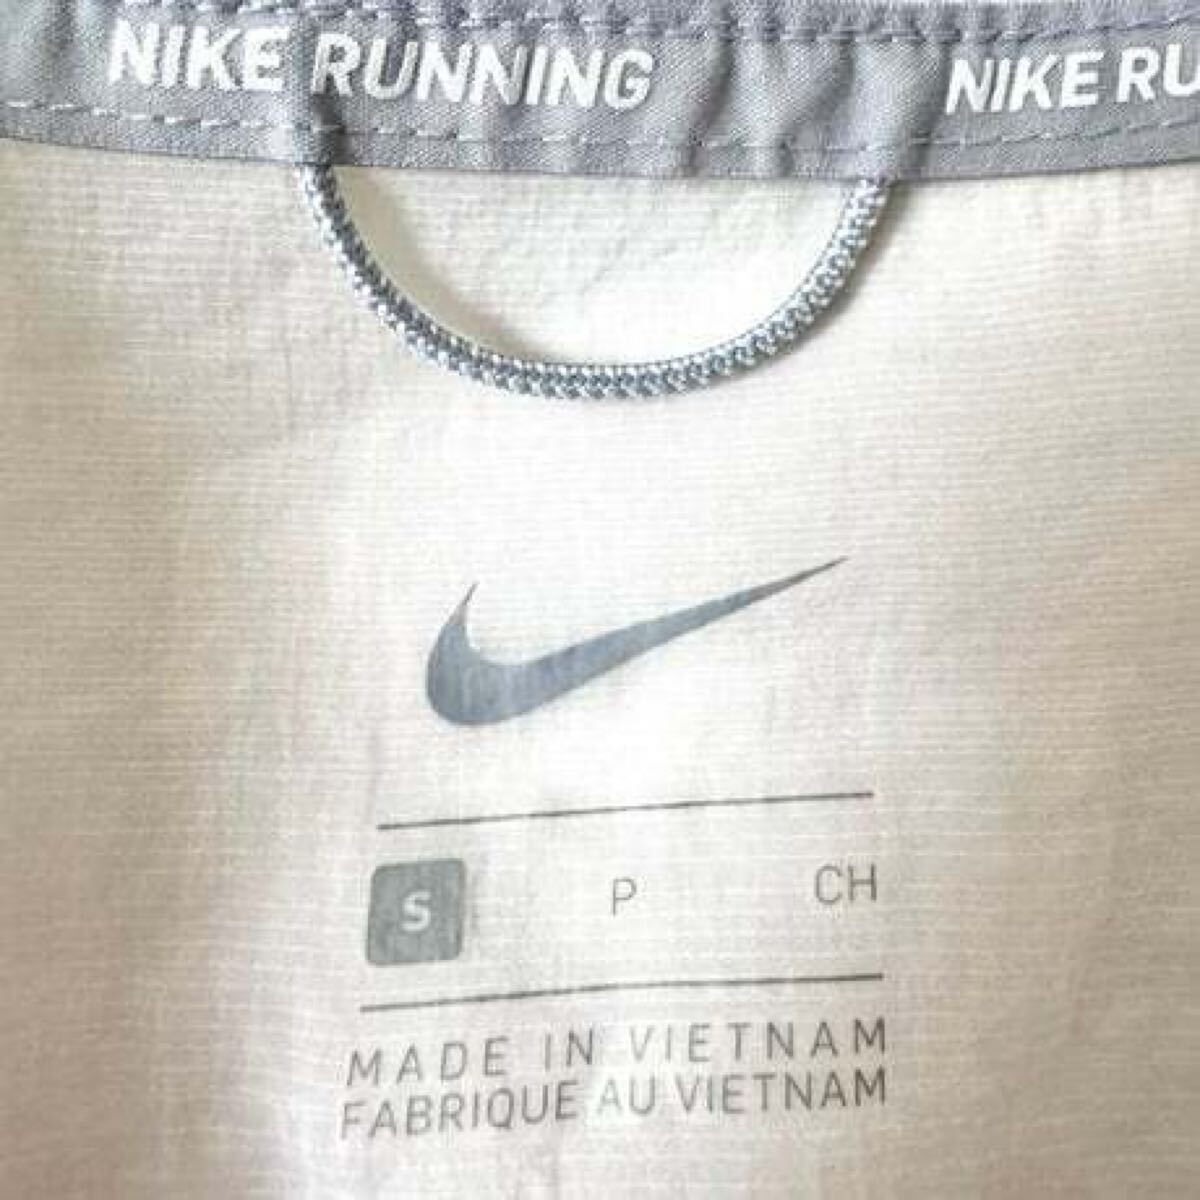 NIKE RUNNING NIKE RU
S P CH
MADE IN VIETNAM
FABRIQUE AU VIETNAM